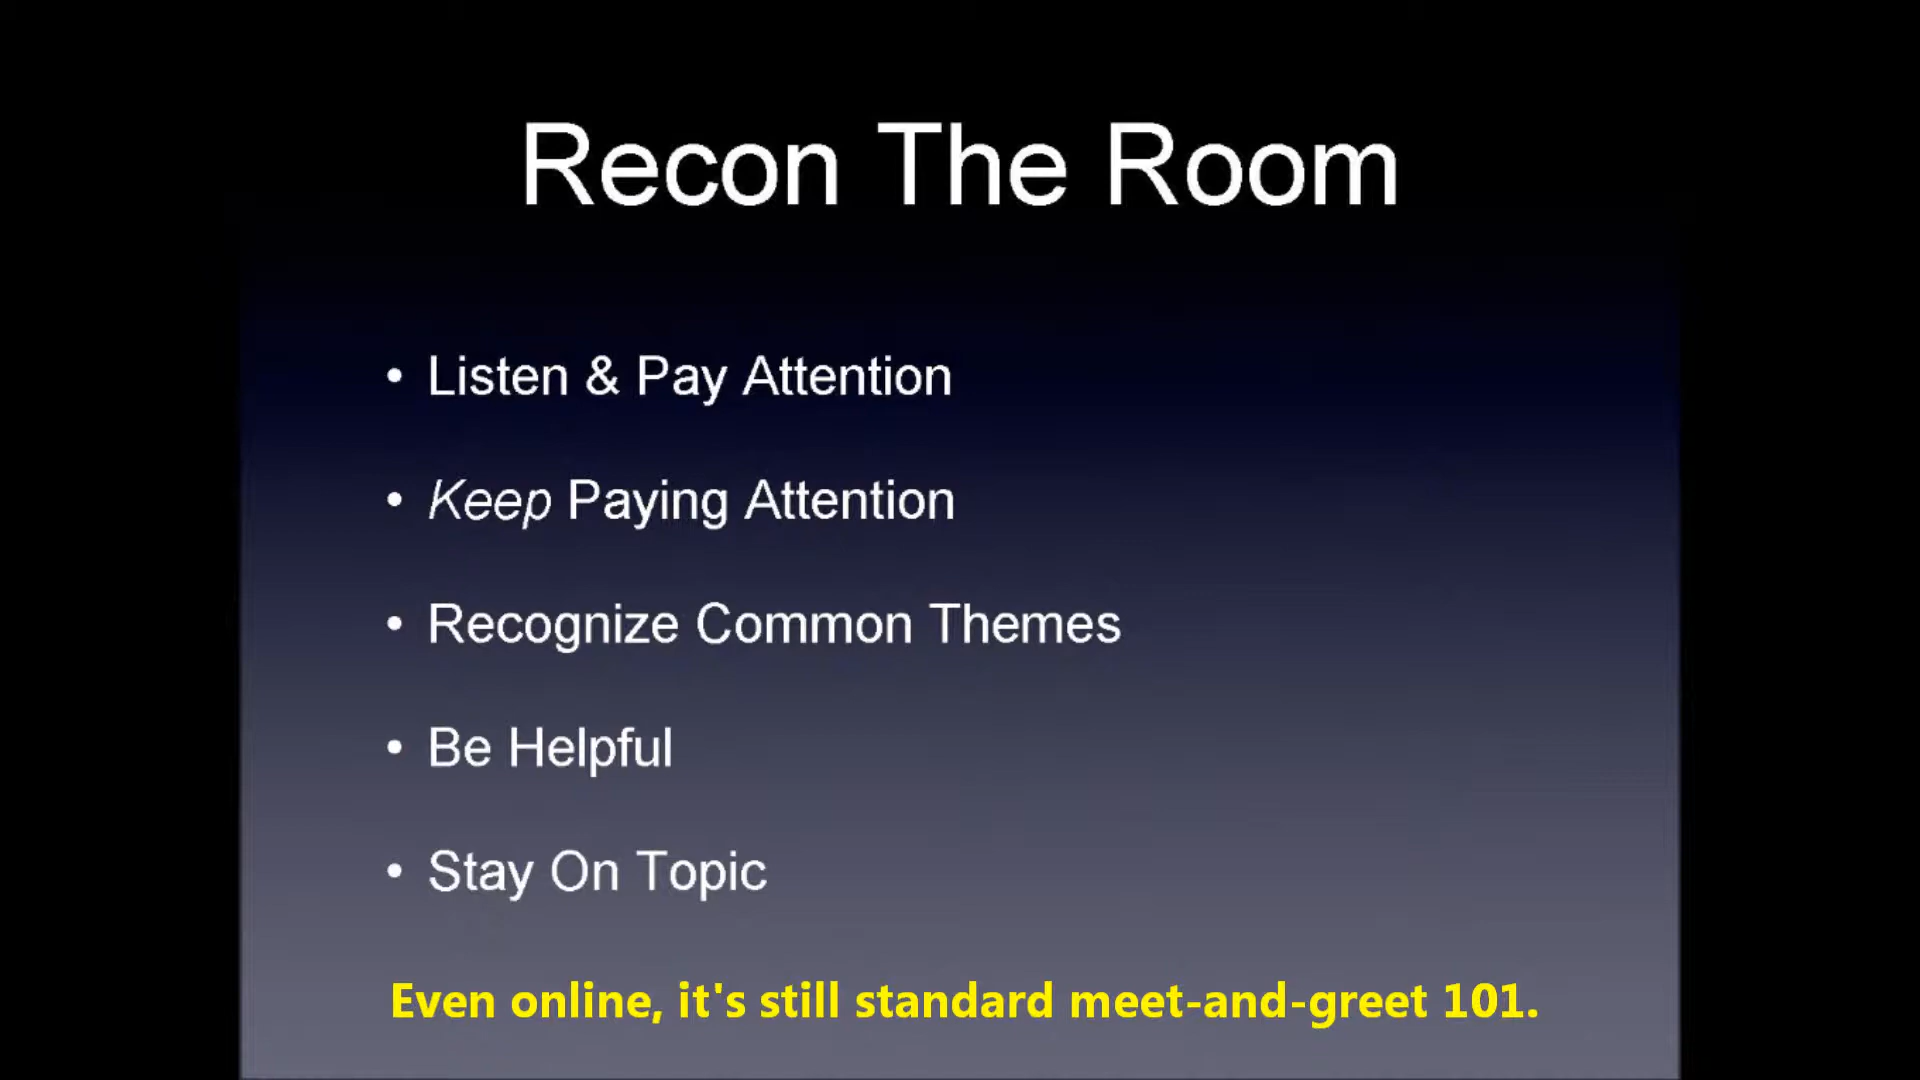 Recon The Room
• Listen & Pay Attention
• Keep Paying Attention
• Recognize Common Themes
• Be Helpful
• Stay On Topic
Even online, it's still standard meet-and-greet 101.